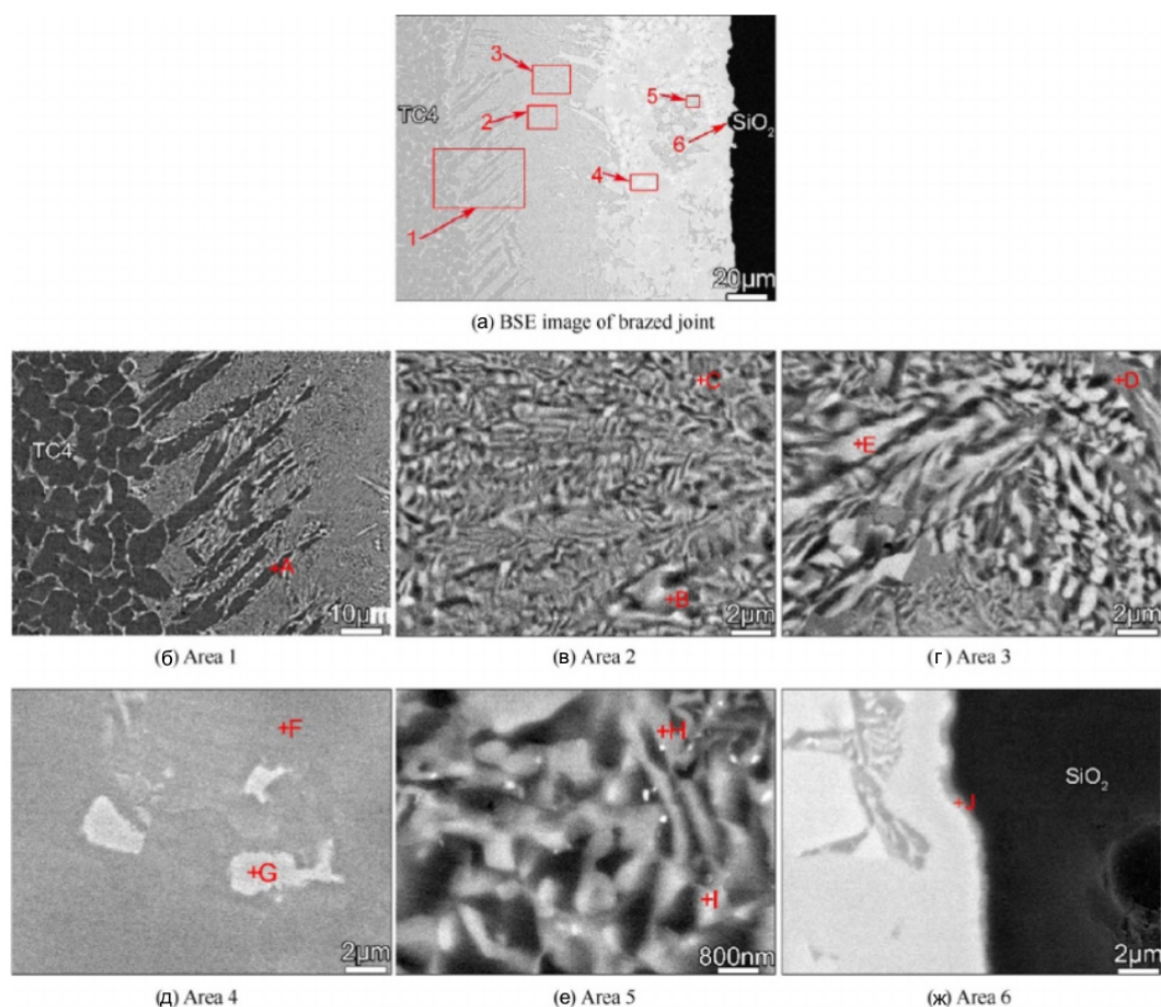 3
TC4
5
2
SiO₂
6
4
1
20μm
(а) BSE image of brazed joint
+C
+D
TC4
+E
+A
+B
10μm
2μm
2μm
(б) Area 1
(в) Area 2
(г) Area 3
+F
+H
SiO₂
+J
+G
+I
2μm
800nm
2μm
(д) Area 4
(е) Area 5
(ж) Area 6